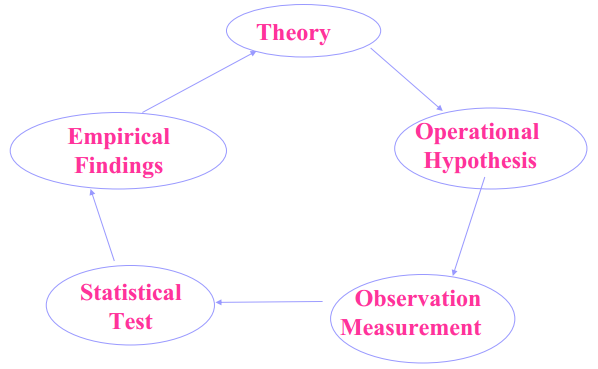 Theory
Operational
Hypothesis
Observation
Measurement
Statistical
Test
Empirical
Findings